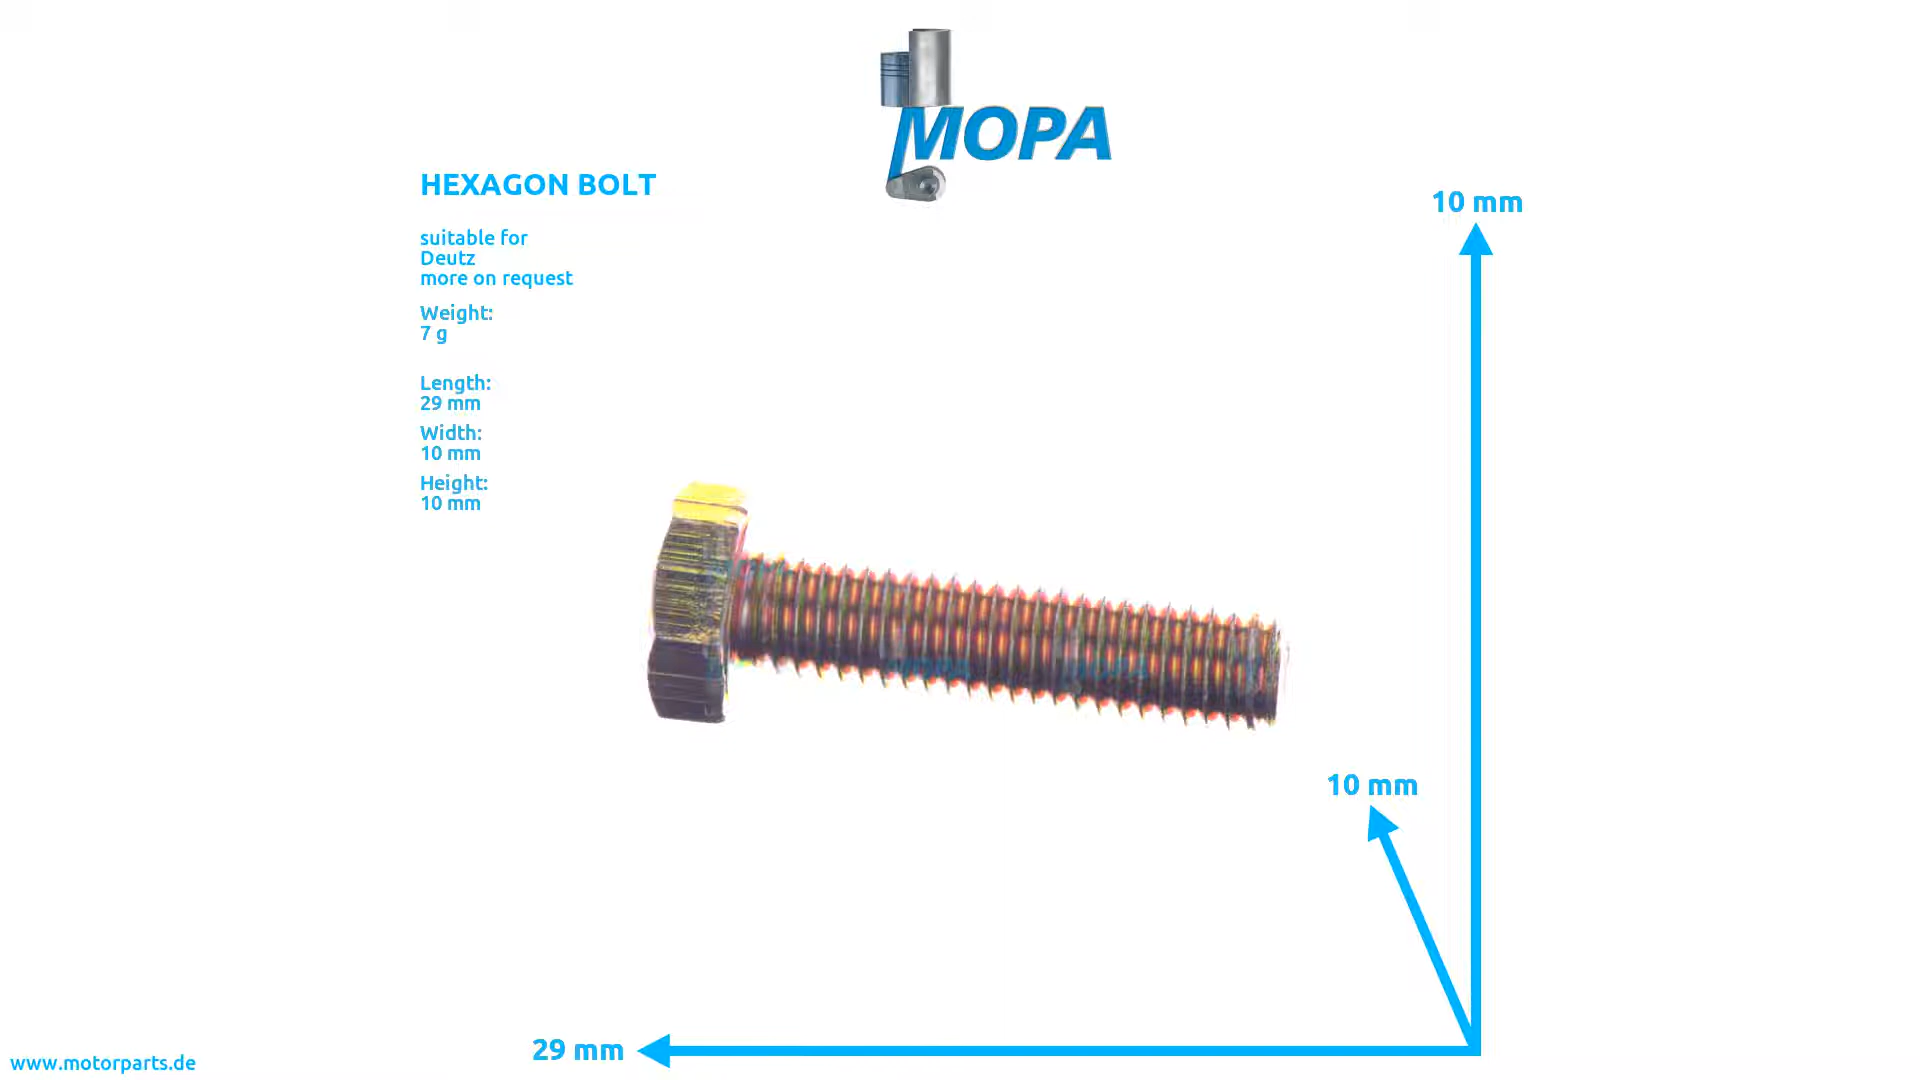 MOPA
HEXAGON BOLT
suitable for
Deutz
more on request
Weight:
7 g
Length:
29 mm
Width:
10 mm
Height:
10 mm
10 mm
10 mm
29 mm
www.motorparts.de